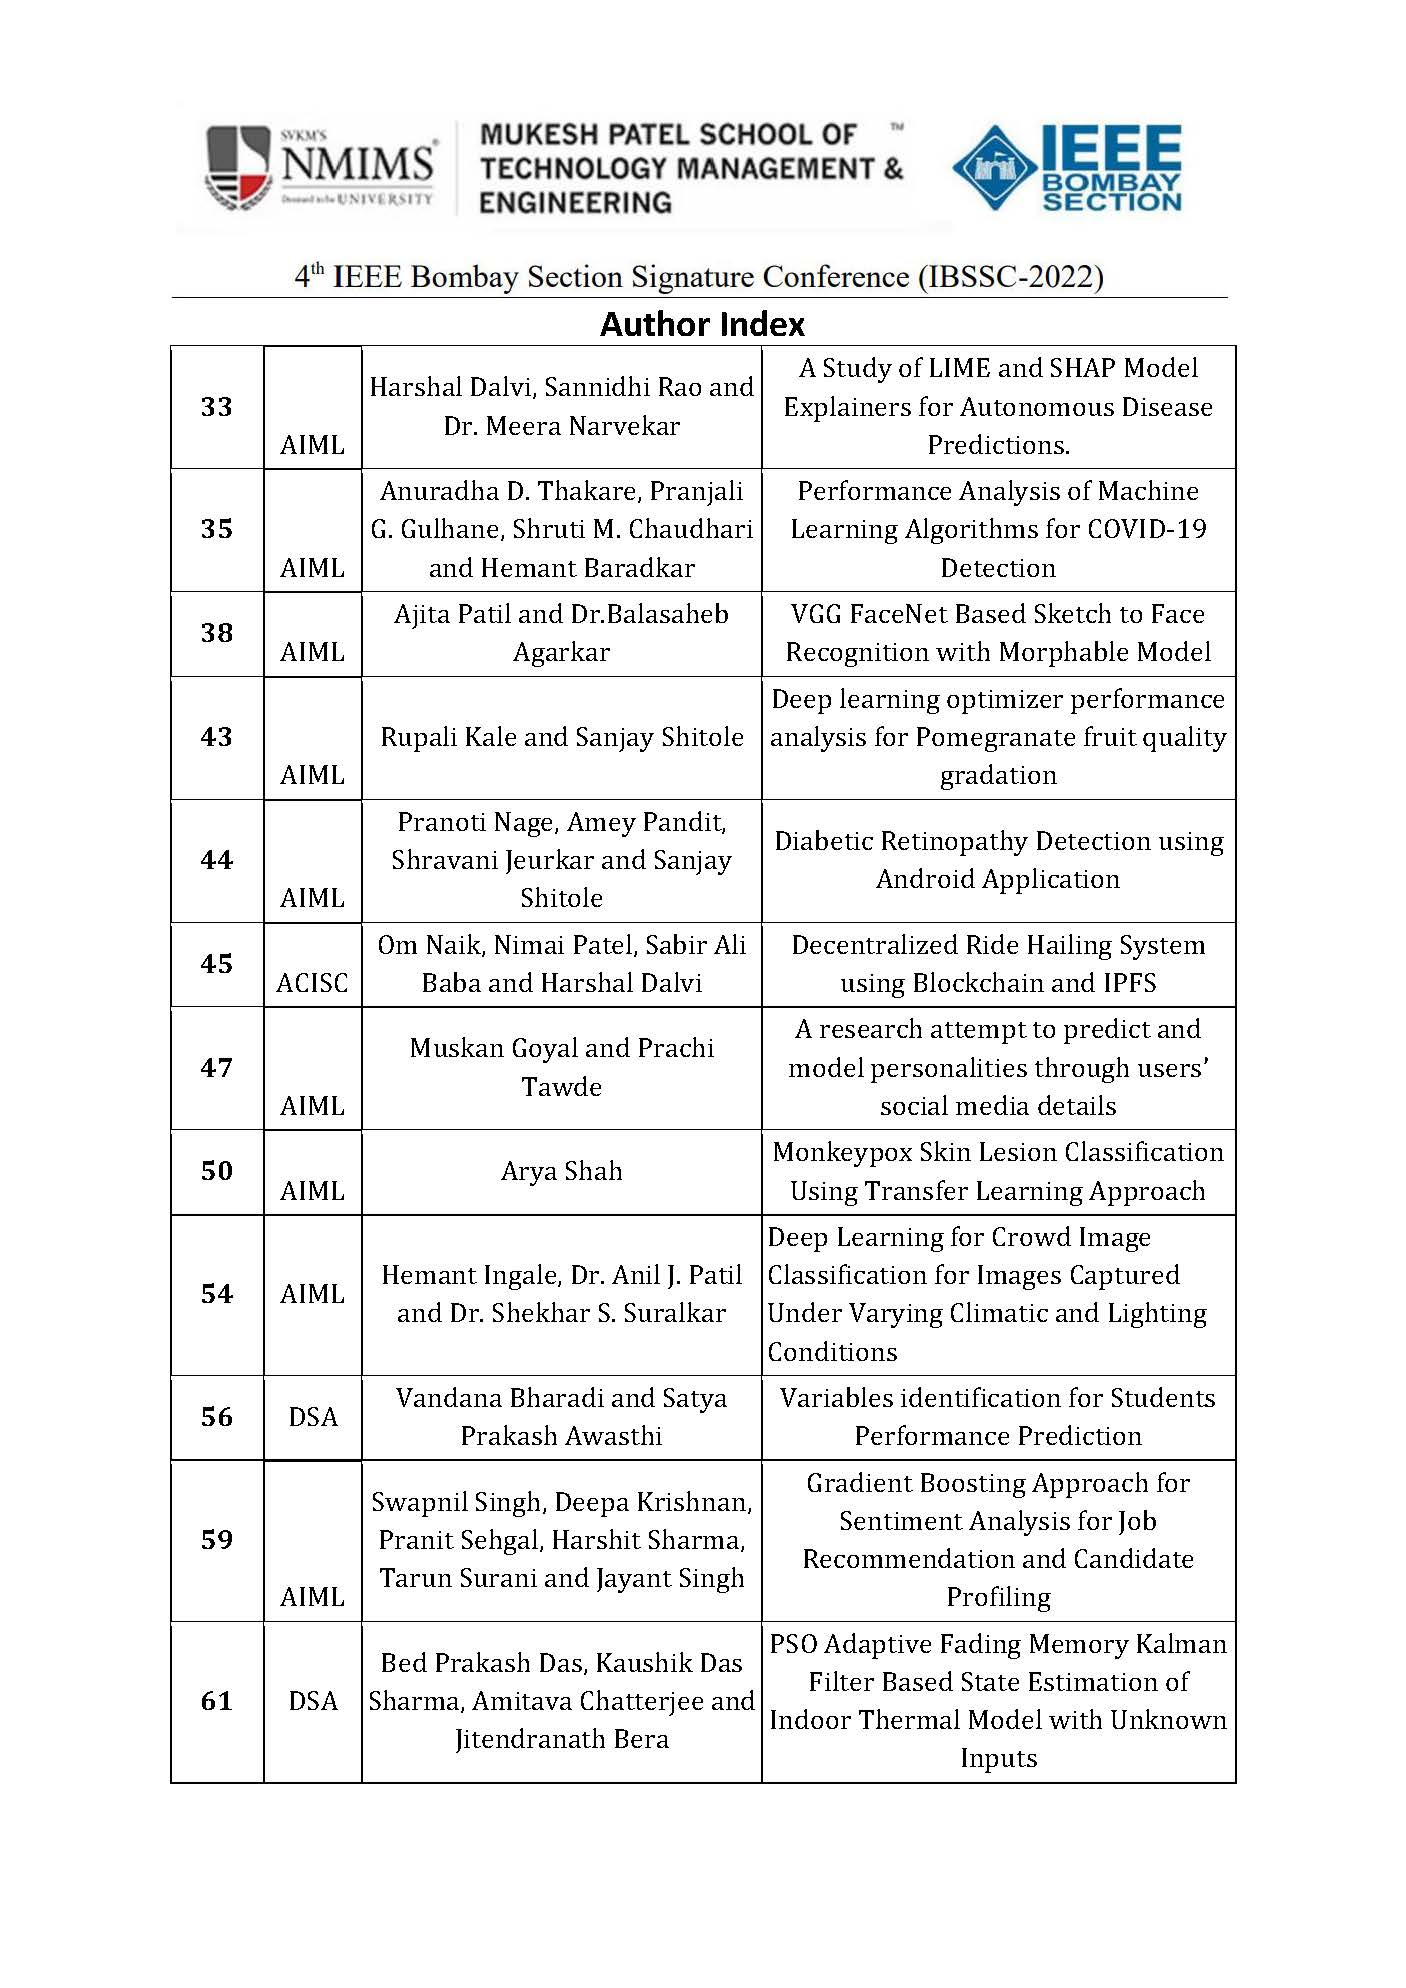 SVKM'S
NMIMS®
Deemed to be UNIVERSITY
MUKESH PATEL SCHOOL OF ™
TECHNOLOGY MANAGEMENT &
ENGINEERING
IEEE
BOMBAY
SECTION
4th IEEE Bombay Section Signature Conference (IBSSC-2022)
Author Index
33
AIML
Harshal Dalvi, Sannidhi Rao and
Dr. Meera Narvekar
A Study of LIME and SHAP Model
Explainers for Autonomous Disease
Predictions.
35
AIML
Anuradha D. Thakare, Pranjali
G. Gulhane, Shruti M. Chaudhari
and Hemant Baradkar
Performance Analysis of Machine
Learning Algorithms for COVID-19
Detection
38
AIML
Ajita Patil and Dr.Balasaheb
Agarkar
VGG FaceNet Based Sketch to Face
Recognition with Morphable Model
43
AIML
Rupali Kale and Sanjay Shitole
Deep learning optimizer performance
analysis for Pomegranate fruit quality
gradation
44
AIML
Pranoti Nage, Amey Pandit,
Shravani Jeurkar and Sanjay
Shitole
Diabetic Retinopathy Detection using
Android Application
45
ACISC
Om Naik, Nimai Patel, Sabir Ali
Baba and Harshal Dalvi
Decentralized Ride Hailing System
using Blockchain and IPFS
47
AIML
Muskan Goyal and Prachi
Tawde
A research attempt to predict and
model personalities through users’
social media details
50
AIML
Arya Shah
Monkeypox Skin Lesion Classification
Using Transfer Learning Approach
54
AIML
Hemant Ingale, Dr. Anil J. Patil
and Dr. Shekhar S. Suralkar
Deep Learning for Crowd Image
Classification for Images Captured
Under Varying Climatic and Lighting
Conditions
56
DSA
Vandana Bharadi and Satya
Prakash Awasthi
Variables identification for Students
Performance Prediction
59
AIML
Swapnil Singh, Deepa Krishnan,
Pranit Sehgal, Harshit Sharma,
Tarun Surani and Jayant Singh
Gradient Boosting Approach for
Sentiment Analysis for Job
Recommendation and Candidate
Profiling
61
DSA
Bed Prakash Das, Kaushik Das
Sharma, Amitava Chatterjee and
Jitendranath Bera
PSO Adaptive Fading Memory Kalman
Filter Based State Estimation of
Indoor Thermal Model with Unknown
Inputs